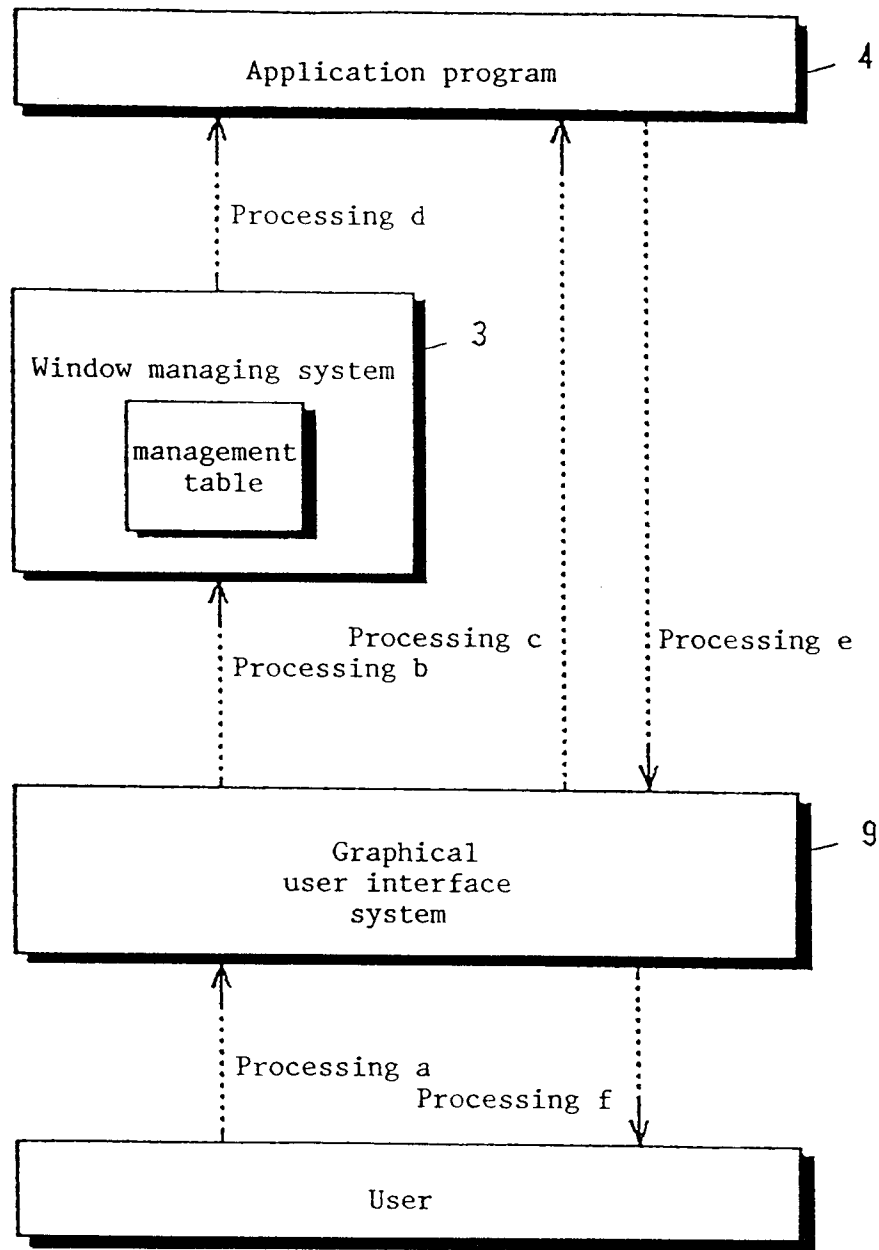 Application program
4
Processing d
3
Window managing system
management
table
Processing c
Processing e
Processing b
9
Graphical
user interface
system
Processing a
Processing f
User